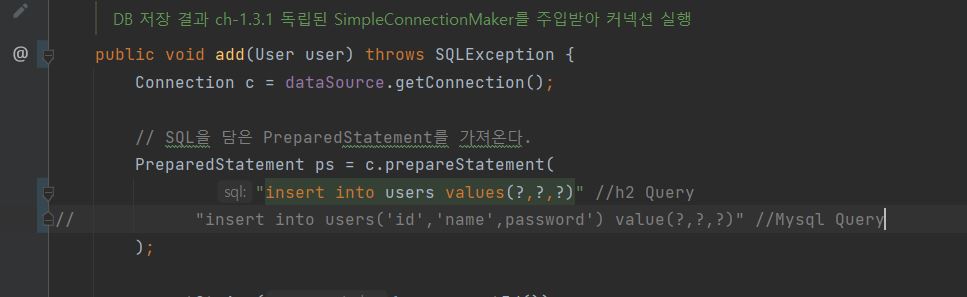 DB 저장 결과 ch-1.3.1 독립된 SimpleConnectionMaker를 주입받아 커넥션 실행
@ public void add(User user) throws SQLException {
Connection c = dataSource.getConnection();
// SQL을 담은 PreparedStatement를 가져온다.
PreparedStatement ps = c.prepareStatement(
sql: "insert into users values(?,?,?)" //h2 Query
// "insert into users('id','name',password') value(?,?,?)" //Mysql Query
);